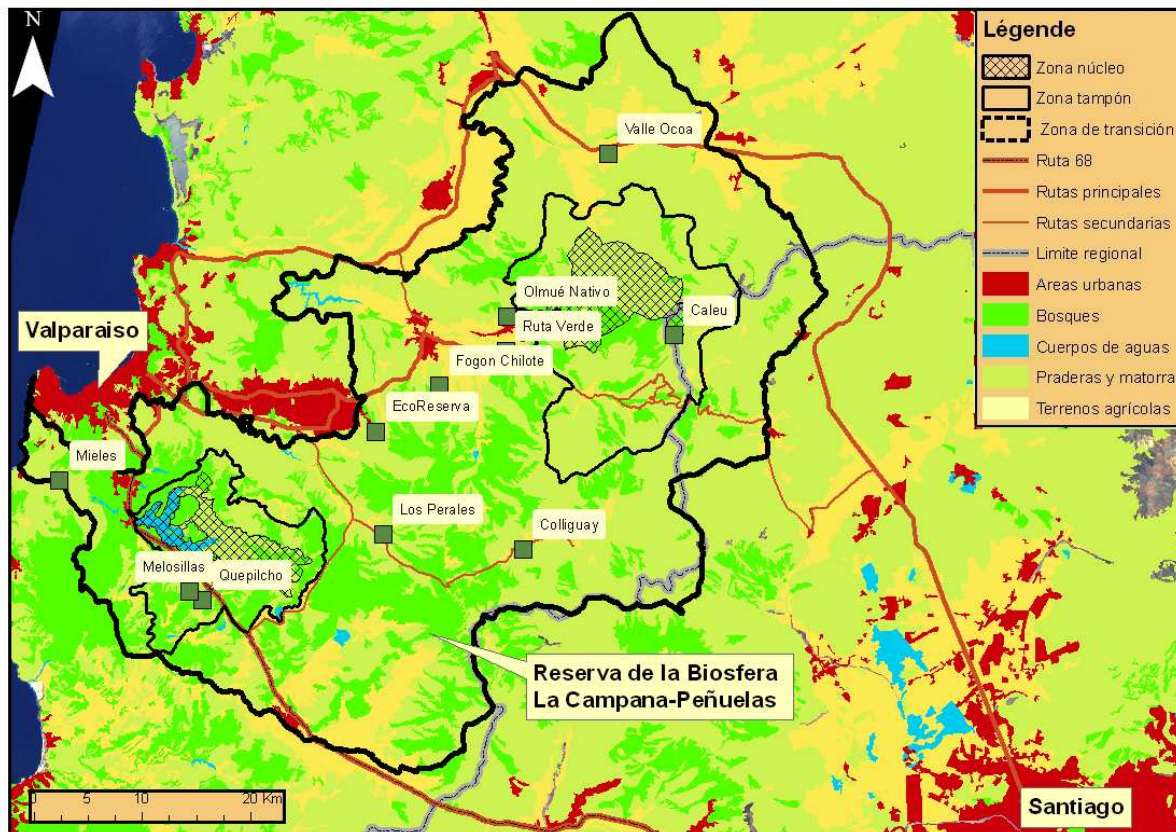 N
Légende
Zona núcleo
Zona tampón
Zona de transición
Ruta 68
Rutas principales
Rutas secundarias
Limite regional
Areas urbanas
Bosques
Cuerpos de aguas
Praderas y matorra
Terrenos agrícolas
Valle Ocoa
Olmué Nativo
Ruta Verde
Caleu
Valparaiso
Fogon Chilote
EcoReserva
Mieles
Los Perales
Colliguay
Melosillas
Quepilcho
Reserva de la Biosfera
La Campana-Peñuelas
0 5 10 20 Km
Santiago